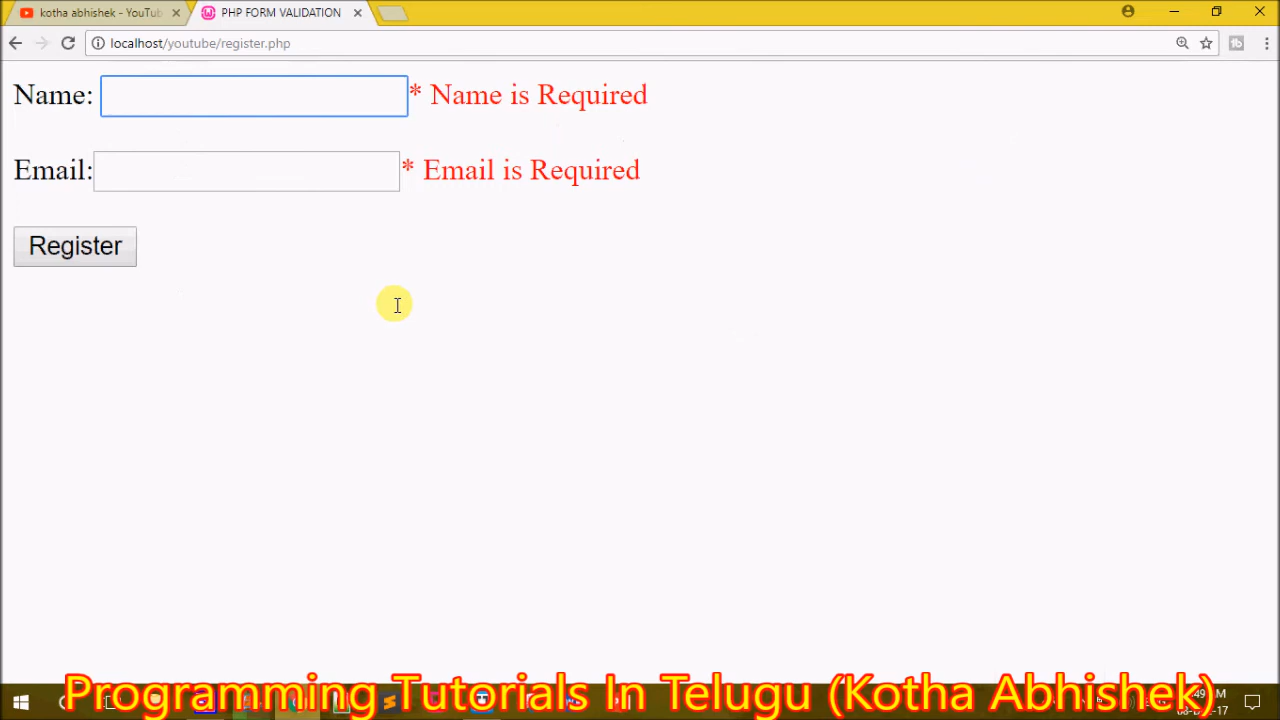 kotha abhishek - YouTub
PHP FORM VALIDATION
localhost/youtube/register.php
Name:
* Name is Required
Email:
* Email is Required
Register
Programming Tutorials In Telugu (Kotha Abhishek)